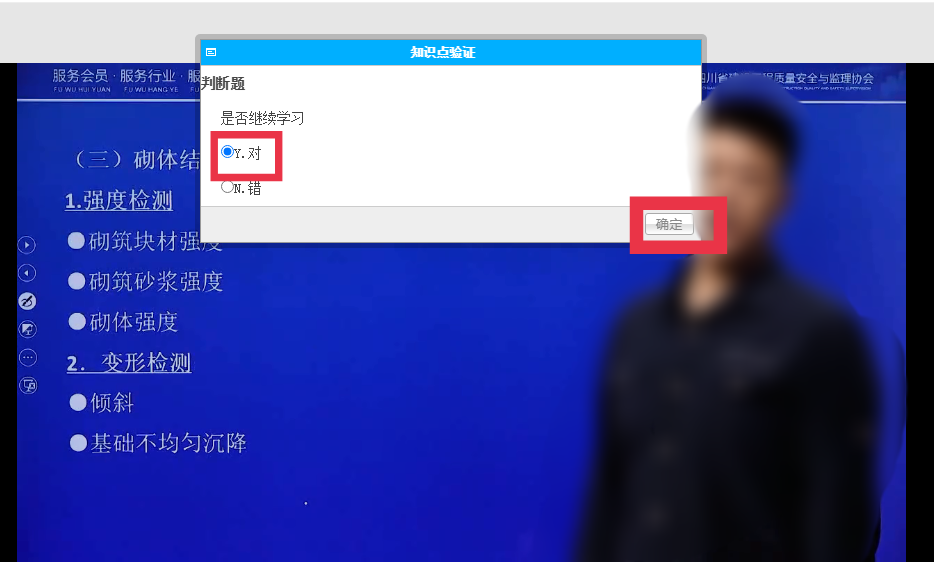 知识点验证
服务会员 · 服务行业 · 服
FU WU HUI YUAN FU WU HANG YE FU
质量安全与监理协会
判断题
是否继续学习
Y.对
N.错
确定
（三）砌体结
1.强度检测
●砌筑块材强度
●砌筑砂浆强度
●砌体强度
2. 变形检测
●倾斜
●基础不均匀沉降